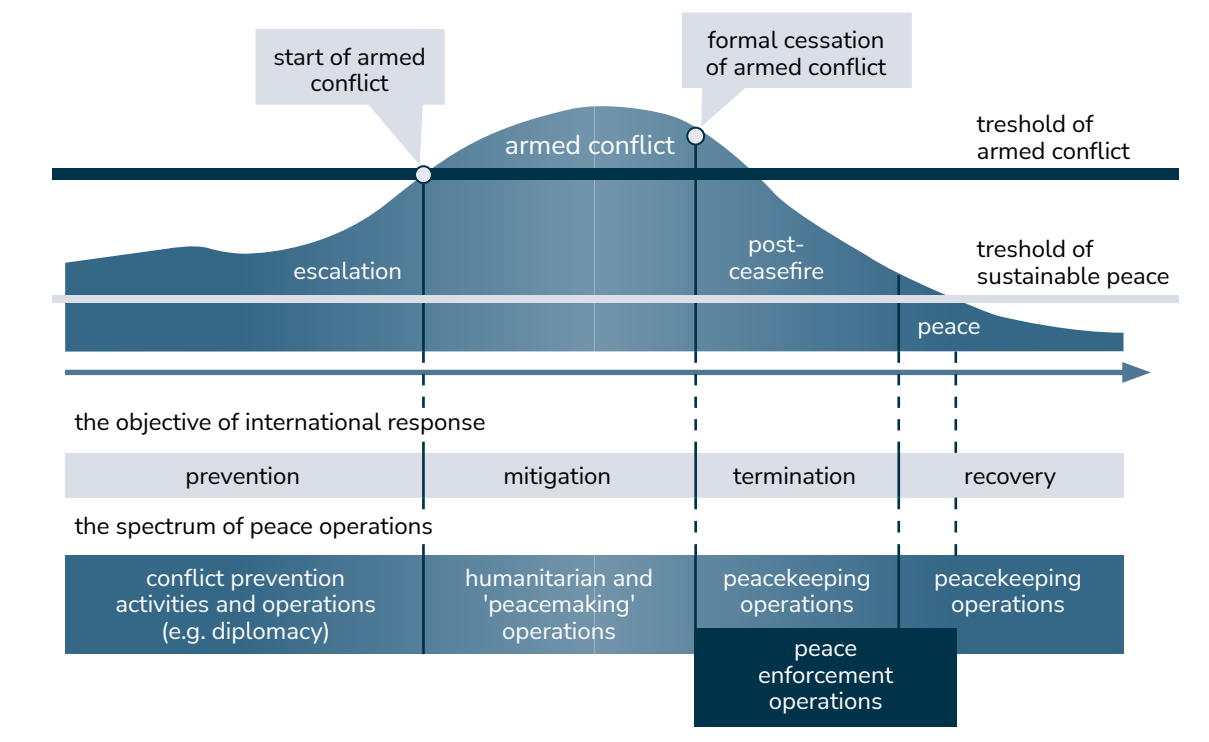 start of armed
conflict
formal cessation
of armed conflict
armed conflict
treshold of
armed conflict
escalation
post-
ceasefire
treshold of
sustainable peace
peace
the objective of international response
prevention
mitigation
termination
recovery
the spectrum of peace operations
conflict prevention
activities and operations
(e.g. diplomacy)
humanitarian and
'peacemaking'
operations
peacekeeping
operations
peacekeeping
operations
peace
enforcement
operations